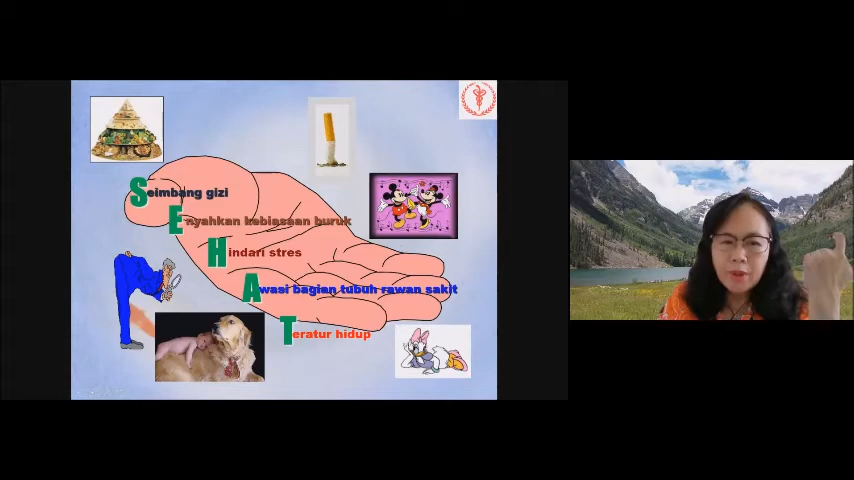 Seimbang gizi
Enyahkan kebiasaan buruk
Hindari stres
Awasi bagian tubuh rawan sakit
Teratur hidup